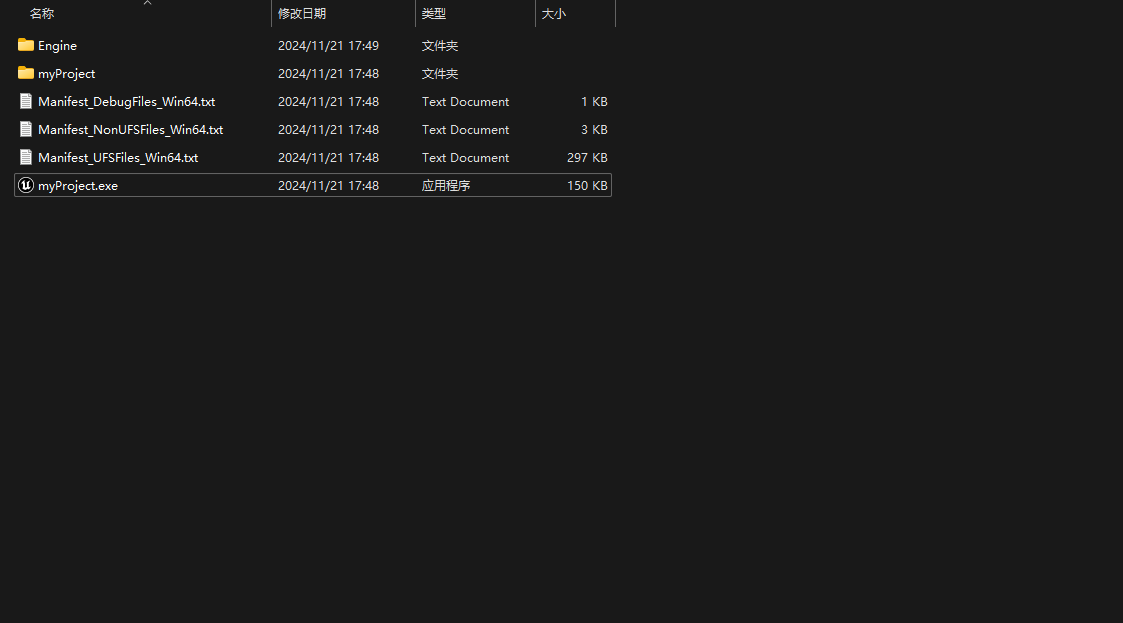 名称 修改日期 类型 大小
Engine 2024/11/21 17:49 文件夹
myProject 2024/11/21 17:48 文件夹
Manifest_DebugFiles_Win64.txt 2024/11/21 17:48 Text Document 1 KB
Manifest_NonUFSFiles_Win64.txt 2024/11/21 17:48 Text Document 3 KB
Manifest_UFSFiles_Win64.txt 2024/11/21 17:48 Text Document 297 KB
myProject.exe 2024/11/21 17:48 应用程序 150 KB